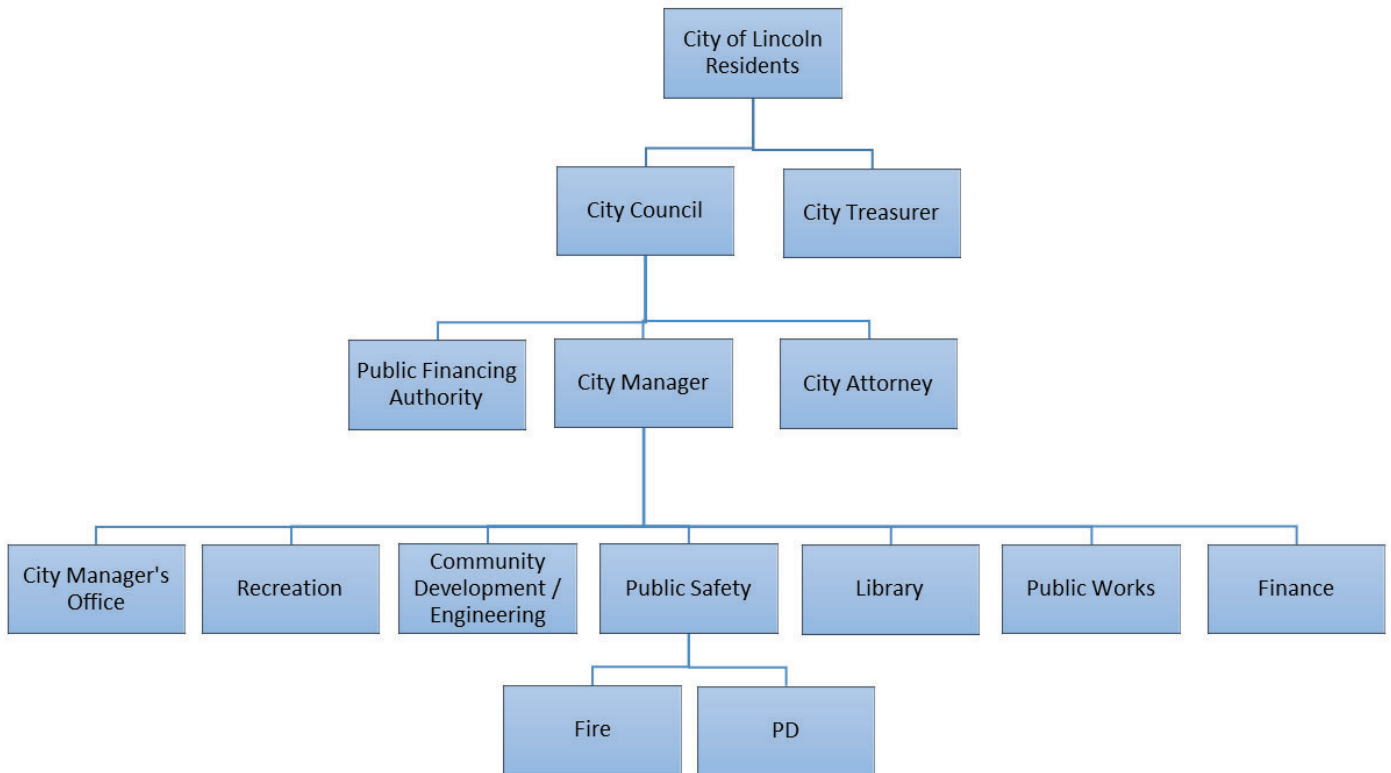 City of Lincoln
Residents
City Council
City Treasurer
Public Financing
Authority
City Manager
City Attorney
City Manager's
Office
Recreation
Community
Development /
Engineering
Public Safety
Library
Public Works
Finance
Fire
PD